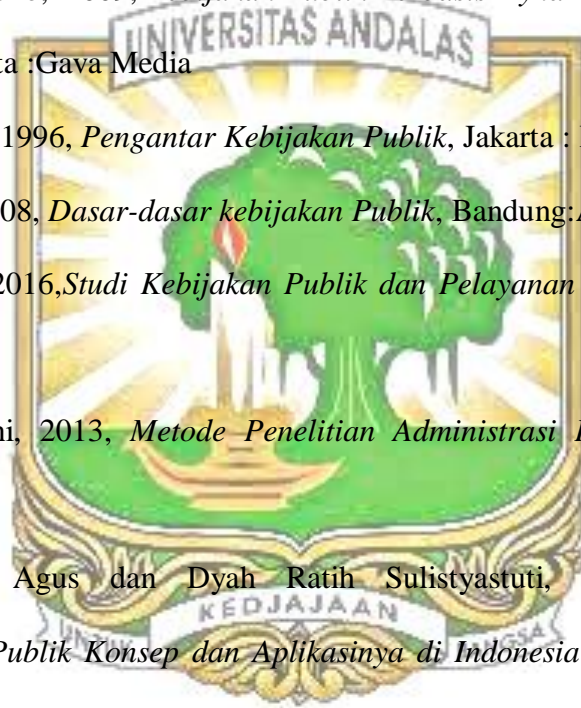 UNIVERSITAS ANDALAS
ta :Gava Media
1996, Pengantar Kebijakan Publik, Jakarta :
08, Dasar-dasar kebijakan Publik, Bandung:
2016,Studi Kebijakan Publik dan Pelayanan
ni, 2013, Metode Penelitian Administrasi
Agus dan Dyah Ratih Sulistyastuti,
KEDJAJAAN
UNTUK BANGSA
Publik Konsep dan Aplikasinya di Indonesia